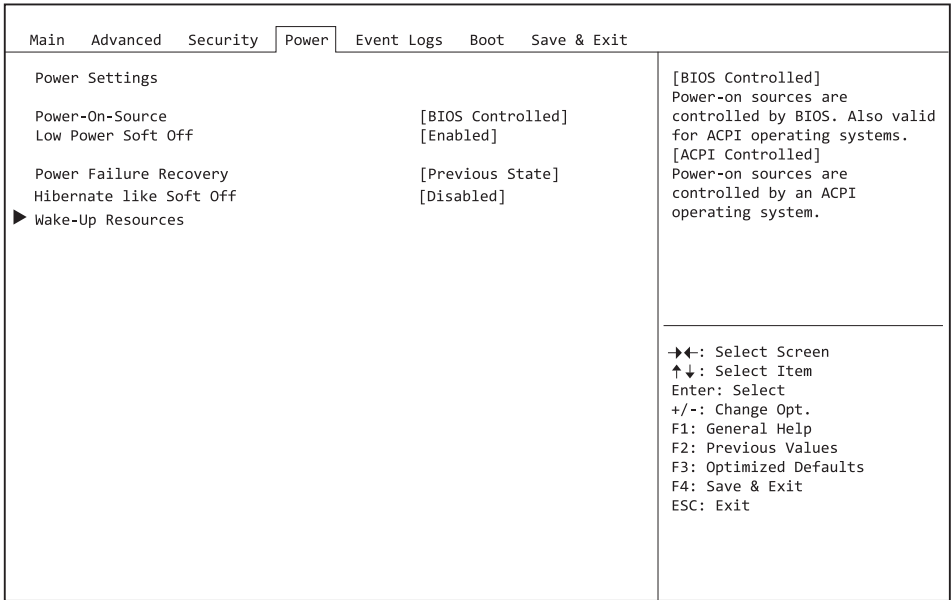 Main Advanced Security Power Event Logs Boot Save & Exit
Power Settings
Power-On-Source [BIOS Controlled]
Low Power Soft Off [Enabled]
Power Failure Recovery [Previous State]
Hibernate like Soft Off [Disabled]
Wake-Up Resources
[BIOS Controlled]
Power-on sources are
controlled by BIOS. Also valid
for ACPI operating systems.
[ACPI Controlled]
Power-on sources are
controlled by an ACPI
operating system.
→←: Select Screen
↑↓: Select Item
Enter: Select
+/-: Change Opt.
F1: General Help
F2: Previous Values
F3: Optimized Defaults
F4: Save & Exit
ESC: Exit